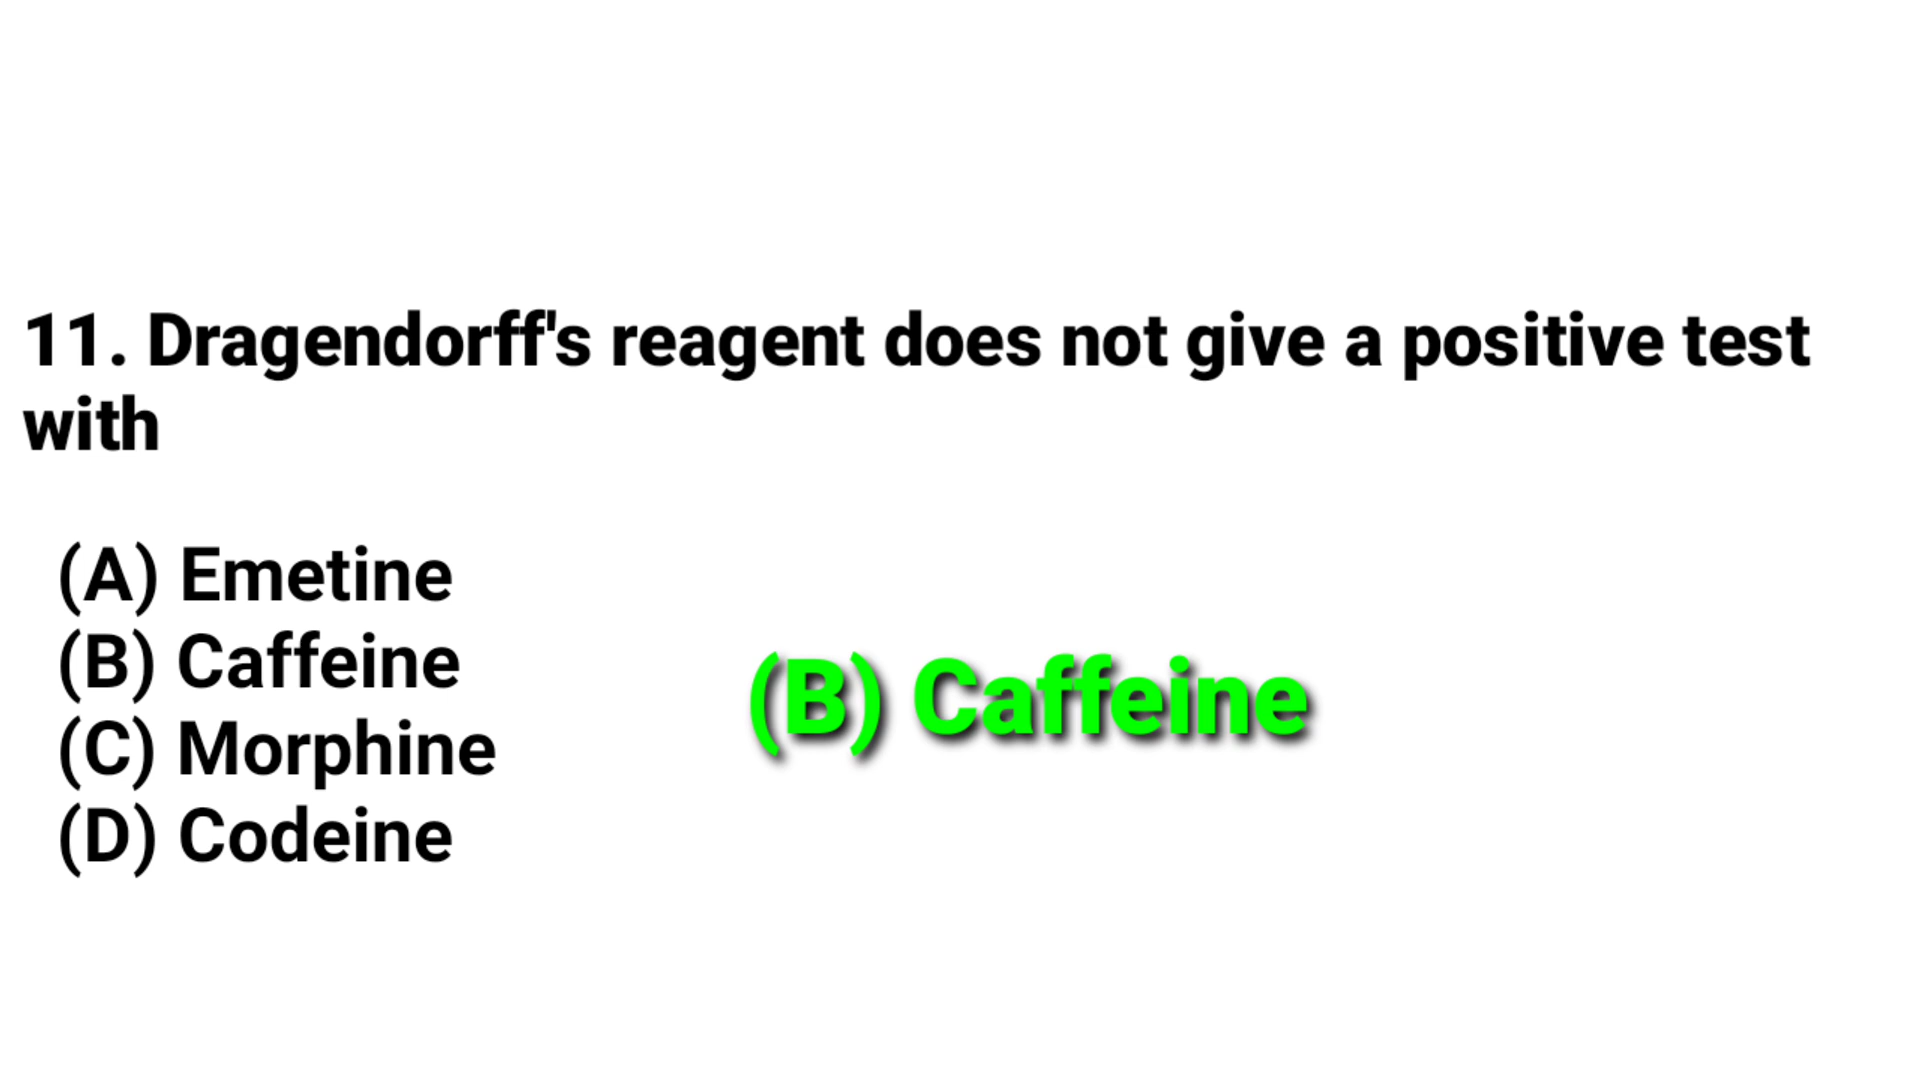 11. Dragendorff's reagent does not give a positive test
with
(A) Emetine
(B) Caffeine
(C) Morphine
(D) Codeine
(B) Caffeine